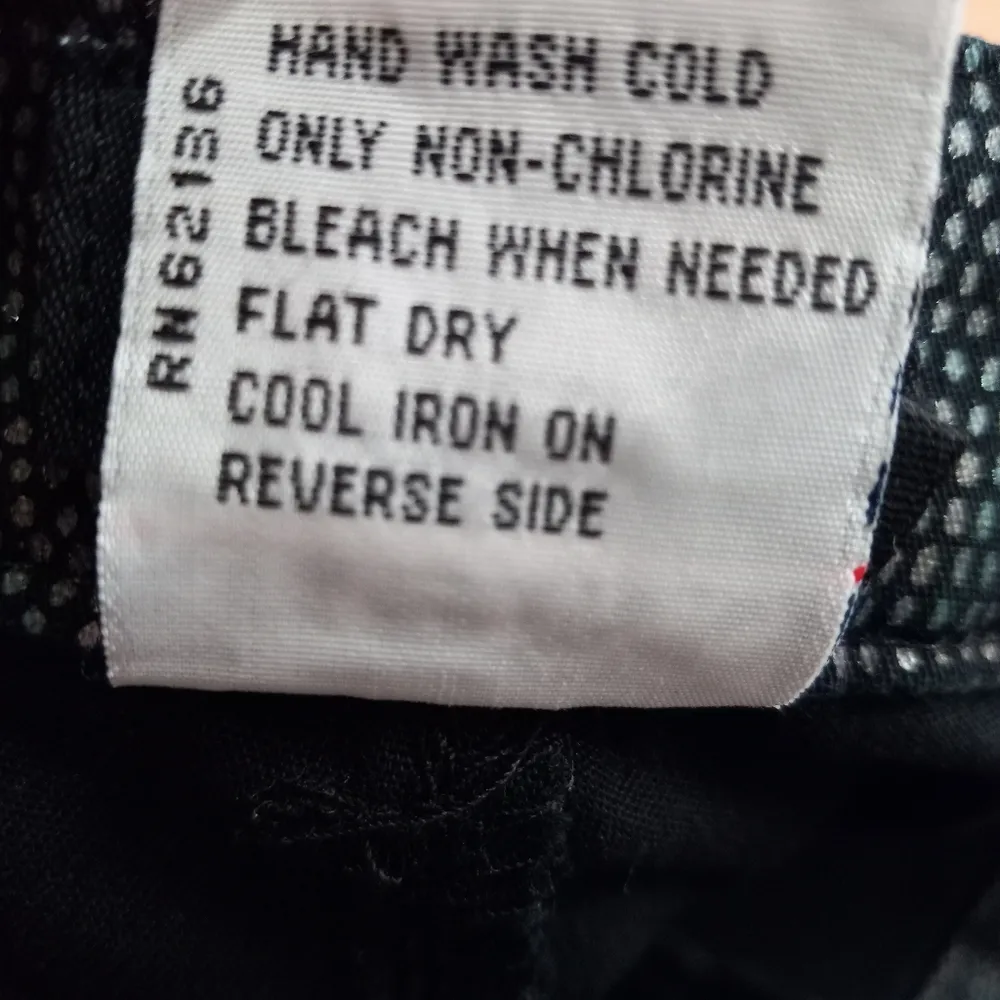 HAND WASH COLD
ONLY NON-CHLORINE
BLEACH WHEN NEEDED
FLAT DRY
COOL IRON ON
REVERSE SIDE
RN62136